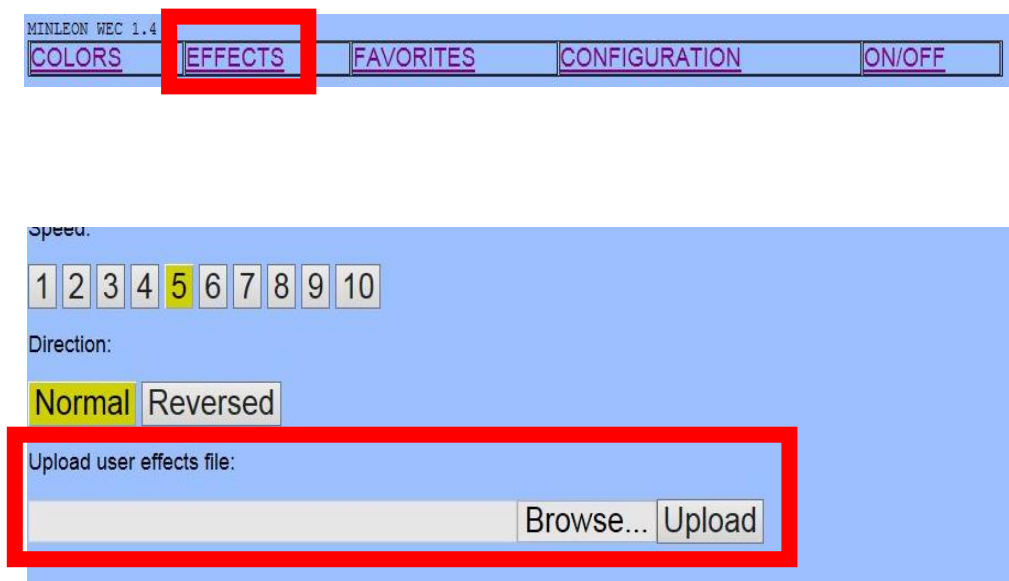 MINLEON WEC 1.4
COLORS EFFECTS FAVORITES CONFIGURATION ON/OFF
Speed:
1 2 3 4 5 6 7 8 9 10
Direction:
Normal Reversed
Upload user effects file:
Browse... Upload